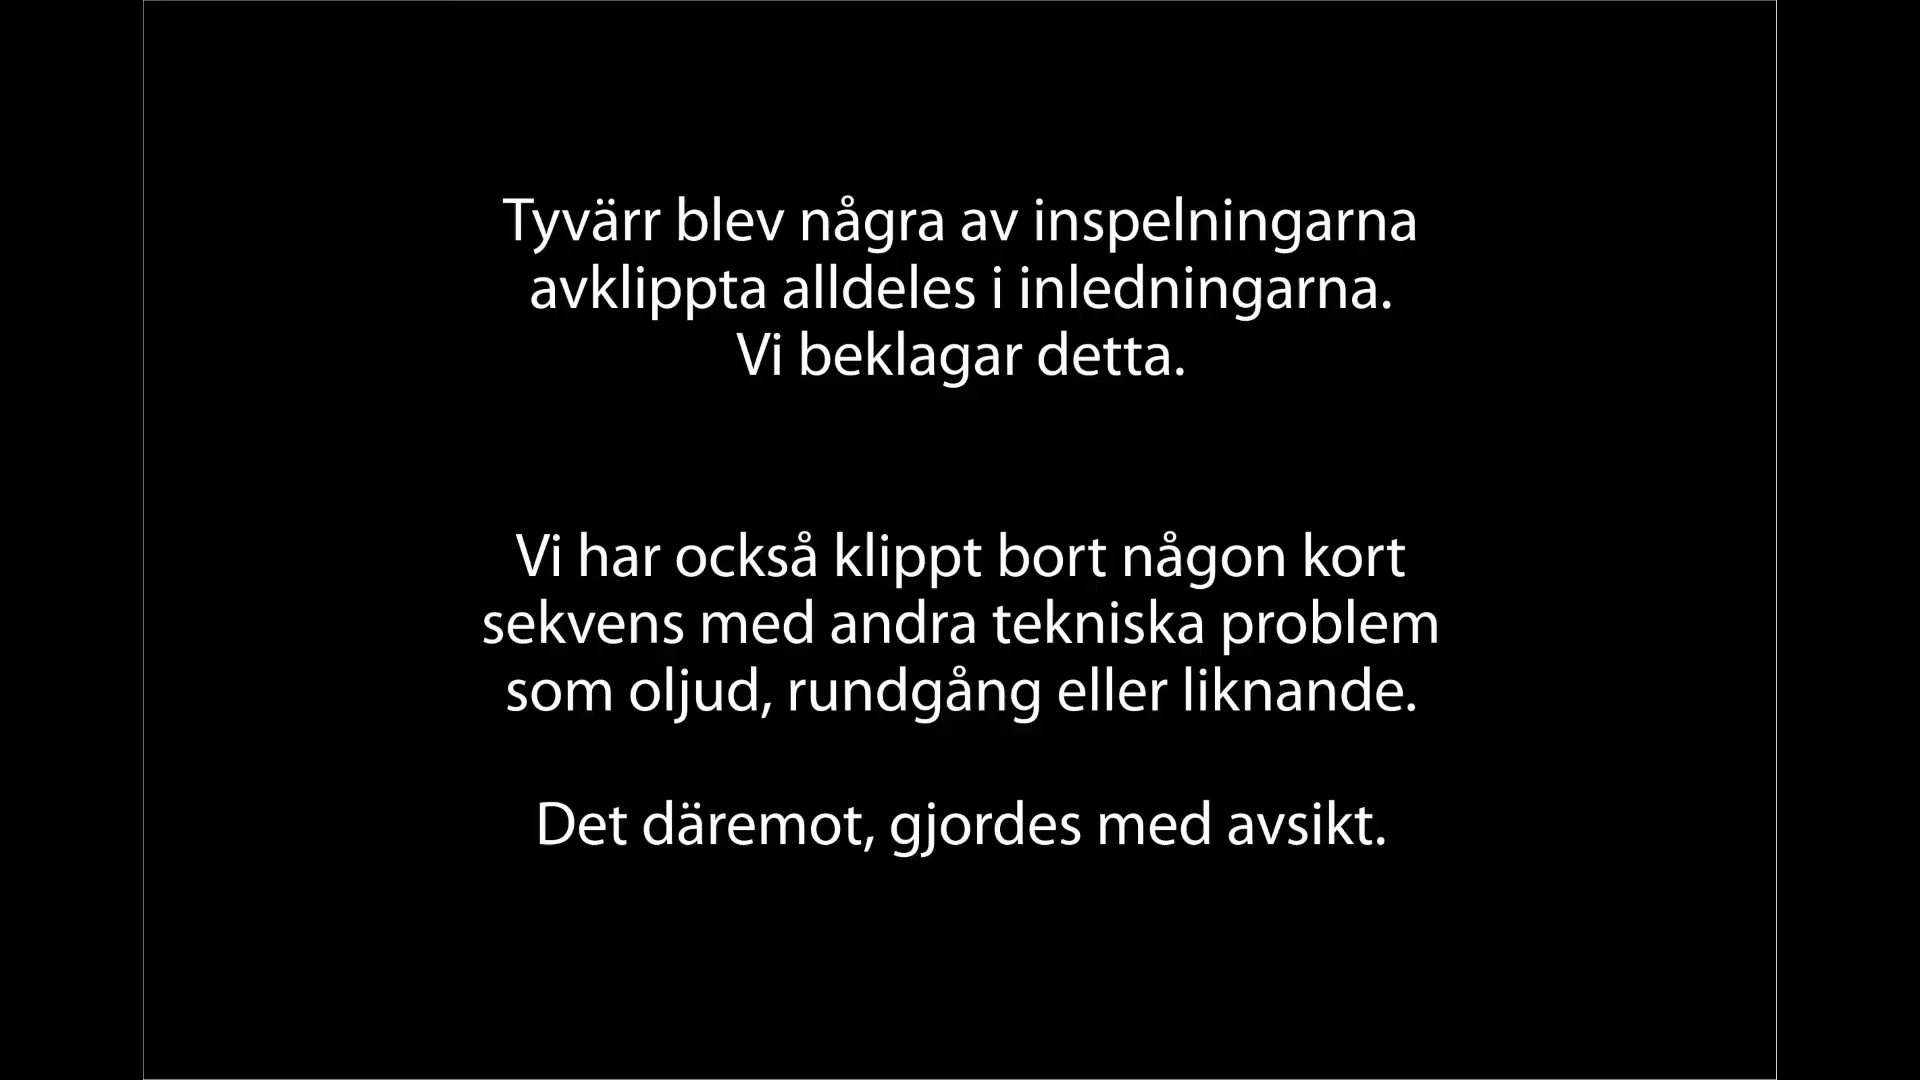 Tyvärr blev några av inspelningarna
avklippta alldeles i inledningarna.
Vi beklagar detta.
Vi har också klippt bort någon kort
sekvens med andra tekniska problem
som oljud, rundgång eller liknande.
Det däremot, gjordes med avsikt.